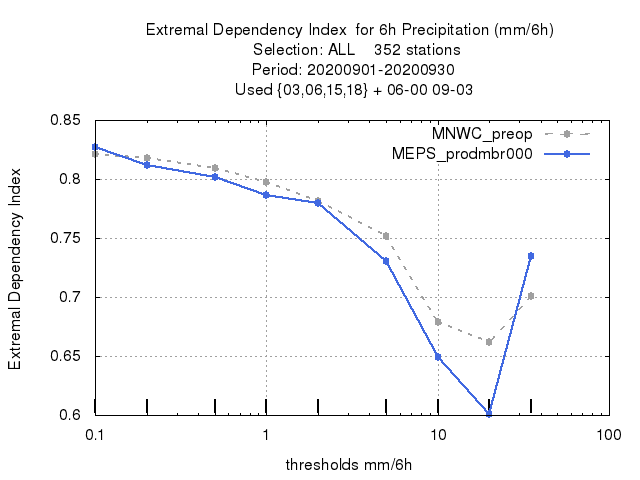 Extremal Dependency Index  for 6h Precipitation (mm/6h)
Selection: ALL    352 stations
Period: 20200901-20200930
Used {03,06,15,18} + 06-00 09-03
MNWC_preop
MEPS_prodmbr000
Extremal Dependency Index
0.85
0.8
0.75
0.7
0.65
0.6
0.1 1 10 100
thresholds mm/6h